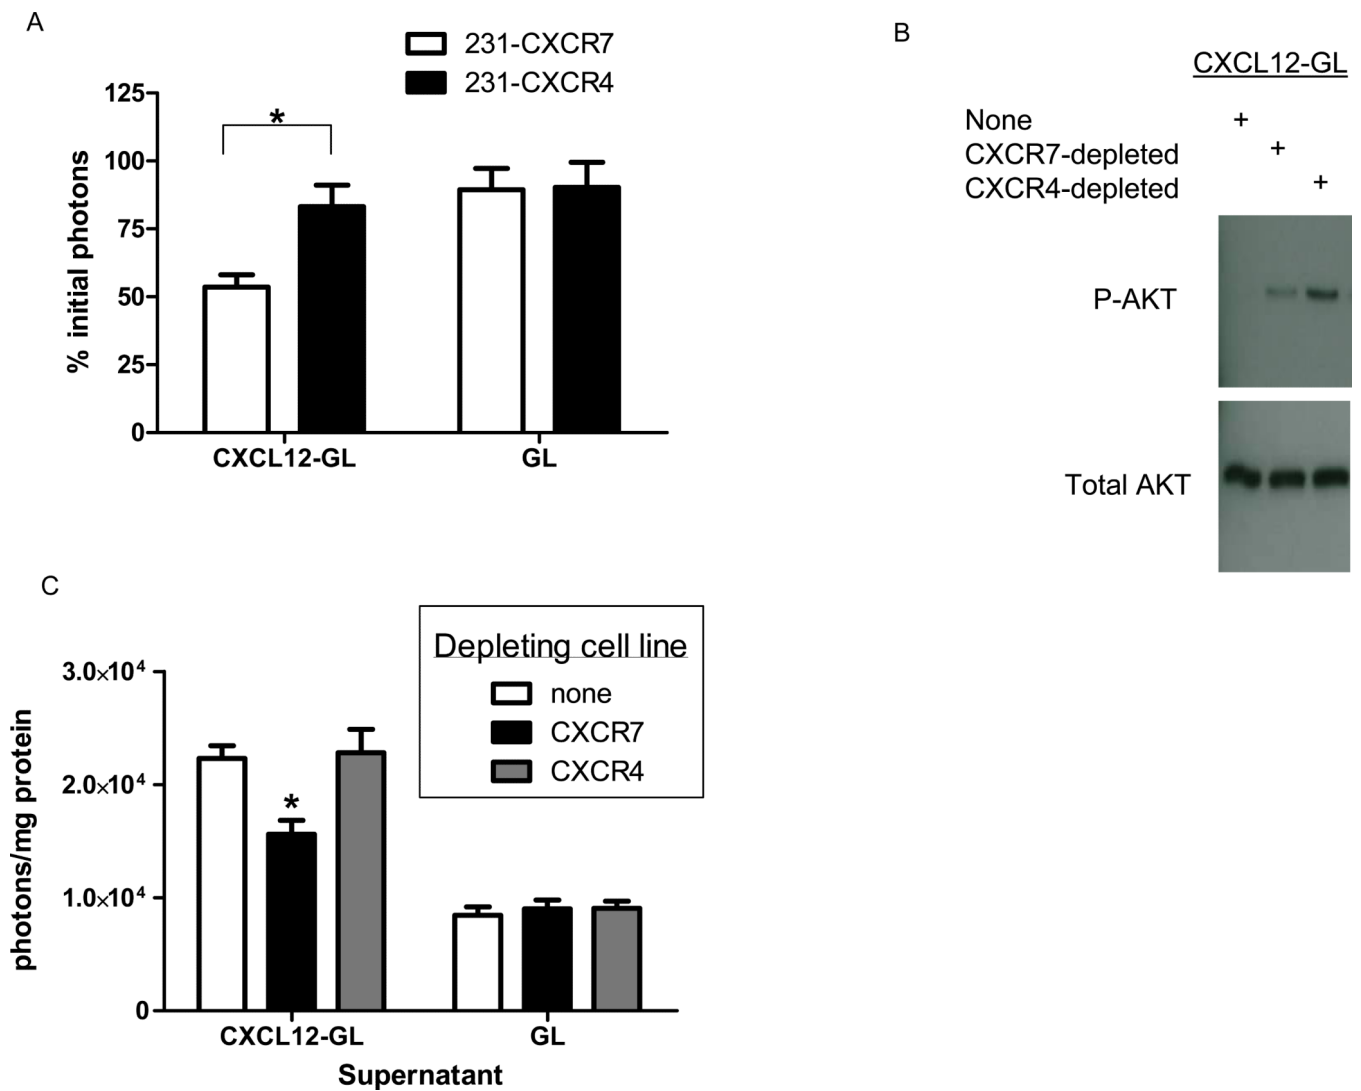 A
231-CXCR7
231-CXCR4
% initial photons
125
100
75
50
25
0
*
CXCL12-GL
GL
B
CXCL12-GL
None +
CXCR7-depleted +
CXCR4-depleted +
P-AKT
Total AKT
C
Depleting cell line
none
CXCR7
CXCR4
photons/mg protein
3.0×10⁴
2.0×10⁴
1.0×10⁴
0
*
CXCL12-GL
GL
Supernatant